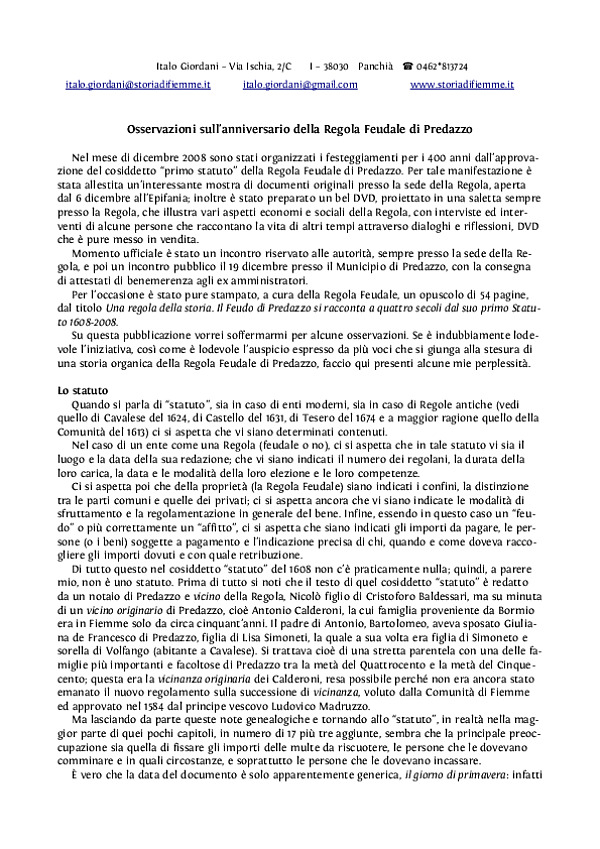 Italo Giordani – Via Ischia, 2/C I – 38030 Panchià ☎ 0462*813724
italo.giordani@storiadifiemme.it italo.giordani@gmail.com www.storiadifiemme.it
Osservazioni sull'anniversario della Regola Feudale di Predazzo
Nel mese di dicembre 2008 sono stati organizzati i festeggiamenti per i 400 anni dall'approva-
zione del cosiddetto "primo statuto" della Regola Feudale di Predazzo. Per tale manifestazione è
stata allestita un'interessante mostra di documenti originali presso la sede della Regola, aperta
dal 6 dicembre all'Epifania; inoltre è stato preparato un bel DVD, proiettato in una saletta sempre
presso la Regola, che illustra vari aspetti economi e sociali della Regola, con interviste ed inter-
venti di alcune persone che raccontano la vita di altri tempi attraverso dialoghi e riflessioni, DVD
che è pure messo in vendita.
Momento ufficiale è stato un incontro riservato alle autorità, sempre presso la sede della Re-
gola, e poi un incontro pubblico il 19 dicembre presso il Municipio di Predazzo, con la consegna
di attestati di benemerenza agli ex amministratori.
Per l'occasione è stato pure stampato, a cura della Regola Feudale, un opuscolo di 54 pagine,
dal titolo Una regola della storia. Il Feudo di Predazzo si racconta a quattro secoli dal suo primo Statu-
to 1608-2008.
Su questa pubblicazione vorrei soffermarmi per alcune osservazioni. Se è indubbiamente lode-
vole l'iniziativa, così come è lodevole l'auspicio espresso da più voci che si giunga alla stesura di
una storia organica della Regola Feudale di Predazzo, faccio qui presenti alcune mie perplessità.
Lo statuto
Quando si parla di "statuto", sia in caso di enti moderni, sia in caso di Regole antiche (vedi
quello di Cavalese del 1624, di Castello del 1631, di Tesero del 1674 e a maggior ragione quello della
Comunità del 1613) ci si aspetta che vi siano determinati contenuti.
Nel caso di un ente come una Regola (feudale o no), ci si aspetta che in tale statuto vi sia il
luogo e la data della sua redazione; che vi siano indicati il numero dei regolani, la durata della
loro carica, la data e le modalità della loro elezione e le loro competenze.
Ci si aspetta poi che della proprietà (la Regola Feudale) siano indicati i confini, la distinzione
tra le parti comuni e quelle dei privati; ci si aspetta ancora che vi siano indicate le modalità di
sfruttamento e la regolamentazione in generale del bene. Infine, essendo in questo caso un "feu-
do" o più correttamente un "affitto", ci si aspetta che siano indicati gli importi da pagare, le per-
sone (o i beni) soggette a pagamento e l'indicazione precisa di chi, quando e come doveva racco-
gliere gli importi dovuti e con quale retribuzione.
Di tutto questo nel cosiddetto "statuto" del 1608 non c'è praticamente nulla; quindi, a parere
mio, non è uno statuto. Prima di tutto si noti che il testo di quel cosiddetto "statuto" è redatto
da un notaio di Predazzo e vicino della Regola, Nicolò figlio di Cristoforo Baldessari, ma su minuta
di un vicino originario di Predazzo, cioè Antonio Calderoni, la cui famiglia proveniente da Bormio
era in Fiemme solo da circa cinquant'anni. Il padre di Antonio, Bartolomeo, aveva sposato Giulia-
na de Francesco di Predazzo, figlia di Lisa Simoneti, la quale a sua volta era figlia di Simoneto e
sorella di Volfango (abitante a Cavalese). Si trattava cioè di una stretta parentela con una delle fa-
miglie più importanti e facoltose di Predazzo tra la metà del Quattrocento e la metà del Cinque-
cento; questa era la vicinanza originaria dei Calderoni, resa possibile perché non era ancora stato
emanato il nuovo regolamento sulla successione di vicinanza, voluto dalla Comunità di Fiemme
ed approvato nel 1584 dal principe vescovo Ludovico Madruzzo.
Ma lasciando da parte queste note genealogiche e tornando allo "statuto", in realtà nella mag-
gior parte di quei pochi capitoli, in numero di 17 più tre aggiunte, sembra che la principale preoc-
cupazione sia quella di fissare gli importi delle multe da riscuotere, le persone che le dovevano
comminare e in quali circostanze, e soprattutto le persone che le dovevano incassare.
È vero che la data del documento è solo apparentemente generica, il giorno di primavera: infatti